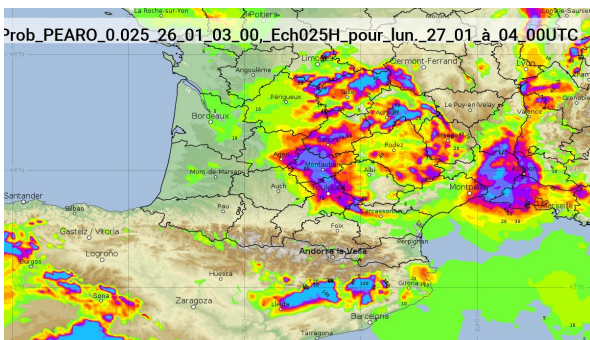 La Roche-sur-Yon
Poitiers
Prob_PEARO_0.025_26_01_03_00,_Ech025H_pour_lun._27_01_à_04_00UTC
Limoges
Clermont-Ferrand
Lyon
Angoulême
Périgueux
Le Puy-en-Velay
Grenoble
Valence
Bordeaux
Rodez
Agen
Montauban
Albi
Mont-de-Marsan
Auch
Toulouse
Montpellier
Marseille
Santander
Bilbao
Pau
Carcassonne
Gasteiz / Vitoria
Foix
Perpignan
Logroño
Andorra la Vella
Burgos
Huesca
Girona
Soria
Zaragoza
Lleida
Barcelona
Tarragona